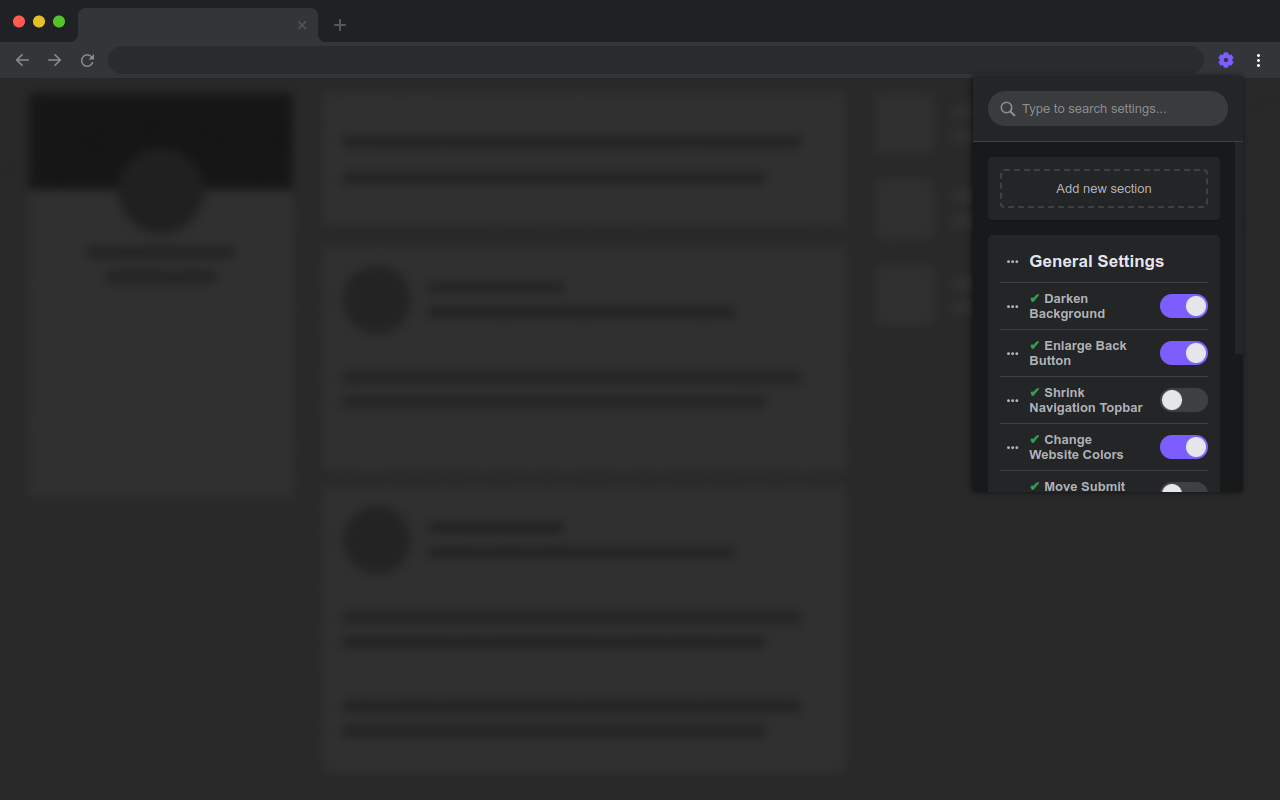 Type to search settings...
Add new section
General Settings
✔ Darken
Background
✔ Enlarge Back
Button
✔ Shrink
Navigation Topbar
✔ Change
Website Colors
✔ Move Submit